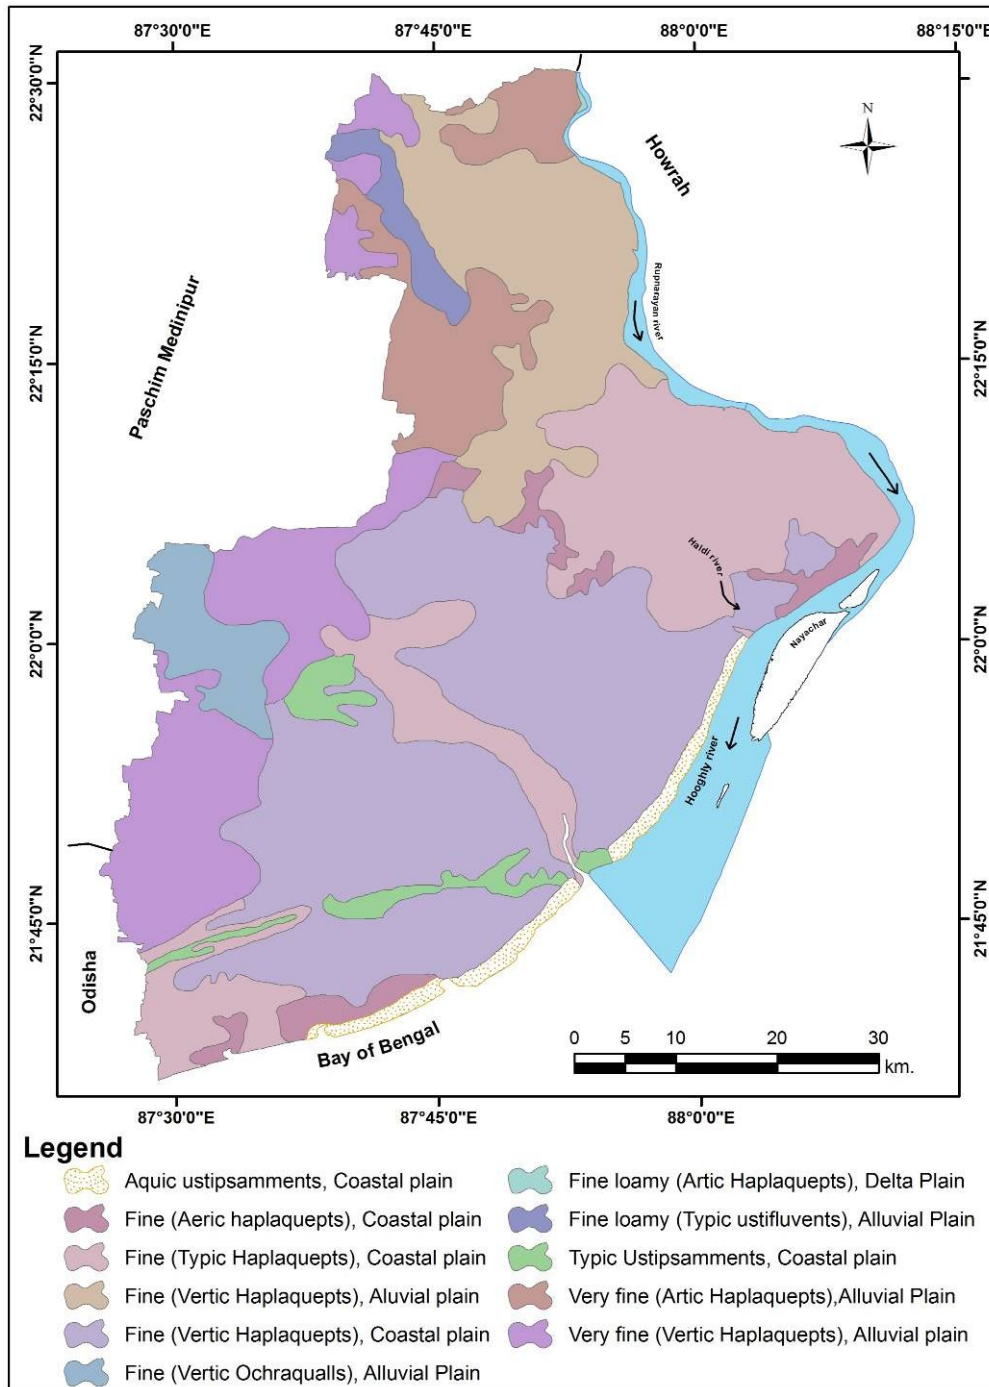 87°30'0"E 87°45'0"E 88°0'0"E 88°15'0"E
22°30'0"N
22°30'0"N
N
Howrah
Rupnarayan river
Paschim Medinipur
22°15'0"N
22°15'0"N
Haldi river
Nayachar
22°0'0"N
22°0'0"N
Hooghly river
21°45'0"N
21°45'0"N
Odisha
Bay of Bengal
0 5 10 20 30
km.
87°30'0"E 87°45'0"E 88°0'0"E
Legend
Aquic ustipsamments, Coastal plain
Fine (Aeric haplaquepts), Coastal plain
Fine (Typic Haplaquepts), Coastal plain
Fine (Vertic Haplaquepts), Aluvial plain
Fine (Vertic Haplaquepts), Coastal plain
Fine (Vertic Ochraqualls), Alluvial Plain
Fine loamy (Artic Haplaquepts), Delta Plain
Fine loamy (Typic ustifluvents), Alluvial Plain
Typic Ustipsamments, Coastal plain
Very fine (Artic Haplaquepts),Alluvial Plain
Very fine (Vertic Haplaquepts), Alluvial plain